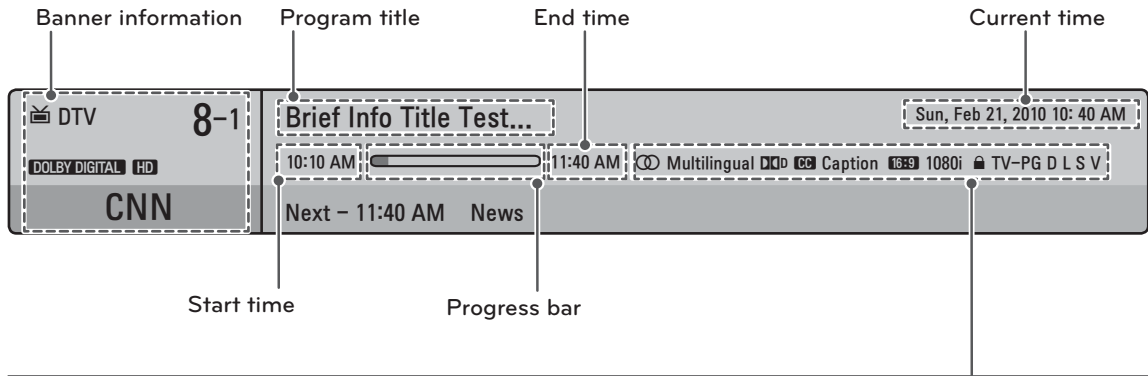 Banner information Program title End time Current time
DTV 8-1 Brief Info Title Test... Sun, Feb 21, 2010 10: 40 AM
DOLBY DIGITAL HD 10:10 AM 11:40 AM Multilingual DD D CC Caption 16:9 1080i TV-PG D L S V
CNN Next - 11:40 AM News
Start time Progress bar